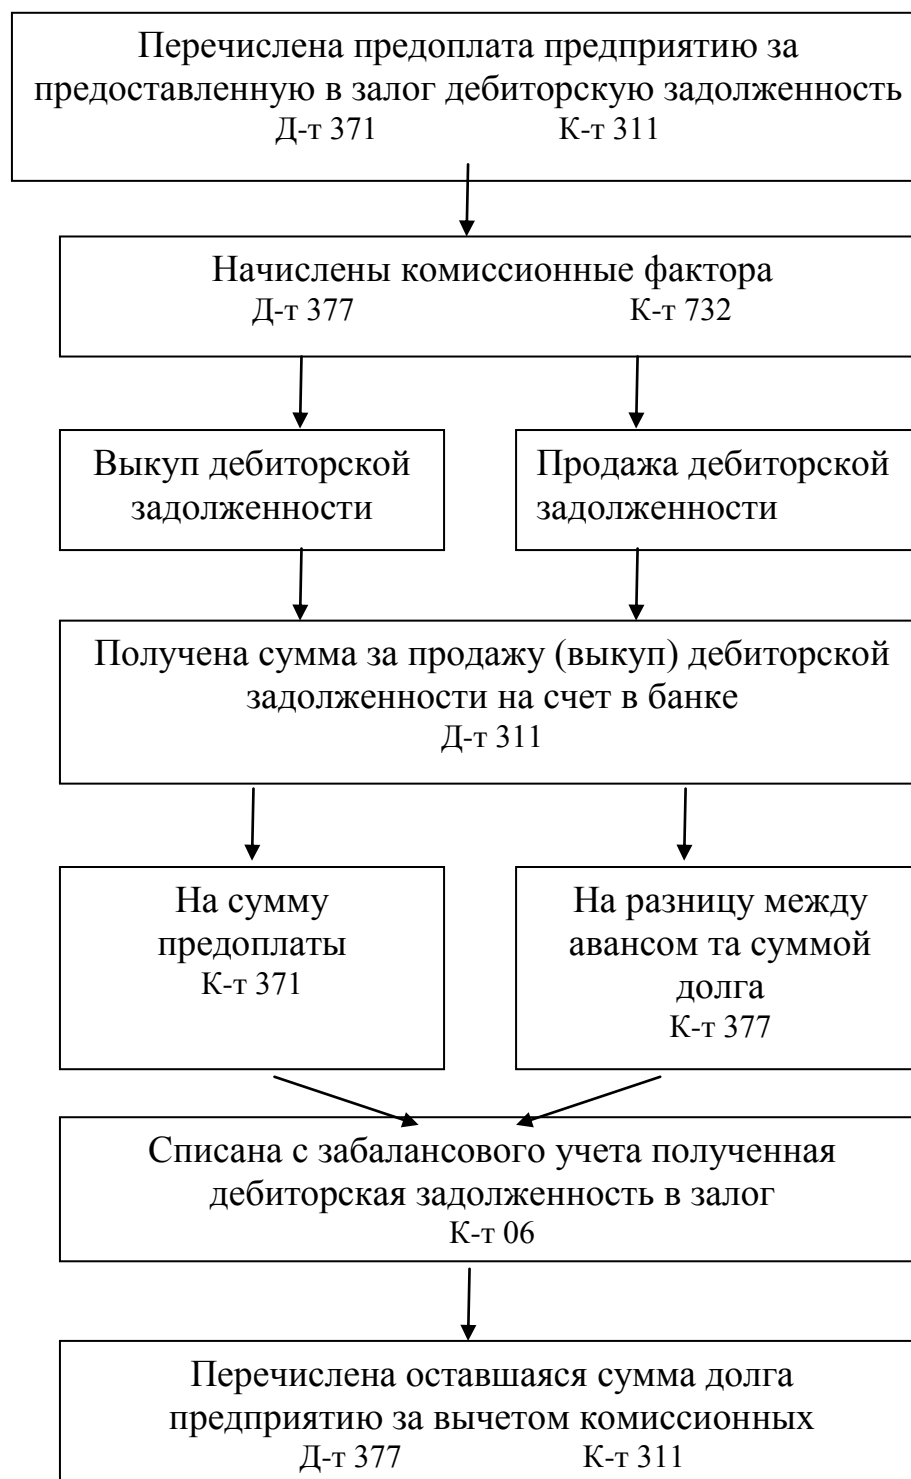 Перечислена предоплата предприятию за
предоставленную в залог дебиторскую задолженность
Д-т 371 К-т 311
Начислены комиссионные фактора
Д-т 377 К-т 732
Выкуп дебиторской
задолженности
Продажа дебиторской
задолженности
Получена сумма за продажу (выкуп) дебиторской
задолженности на счет в банке
Д-т 311
На сумму
предоплаты
К-т 371
На разницу между
авансом та суммой
долга
К-т 377
Списана с забалансового учета полученная
дебиторская задолженность в залог
К-т 06
Перечислена оставшаяся сумма долга
предприятию за вычетом комиссионных
Д-т 377 К-т 311